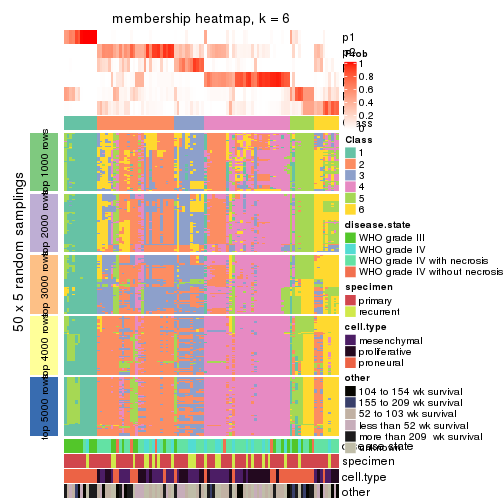 membership heatmap, k = 6
p1
Prob
1
0.8
0.6
0.4
0.2
0
Class
1
2
3
4
5
6
disease.state
WHO grade III
WHO grade IV
WHO grade IV with necrosis
WHO grade IV without necrosis
specimen
primary
recurrent
cell.type
mesenchymal
proliferative
proneural
other
104 to 154 wk survival
155 to 209 wk survival
52 to 103 wk survival
less than 52 wk survival
more than 209 wk survival
specimen
cell.type
other
50 x 5 random samplings
top 1000 rows
top 2000 rows
top 3000 rows
top 4000 rows
top 5000 rows